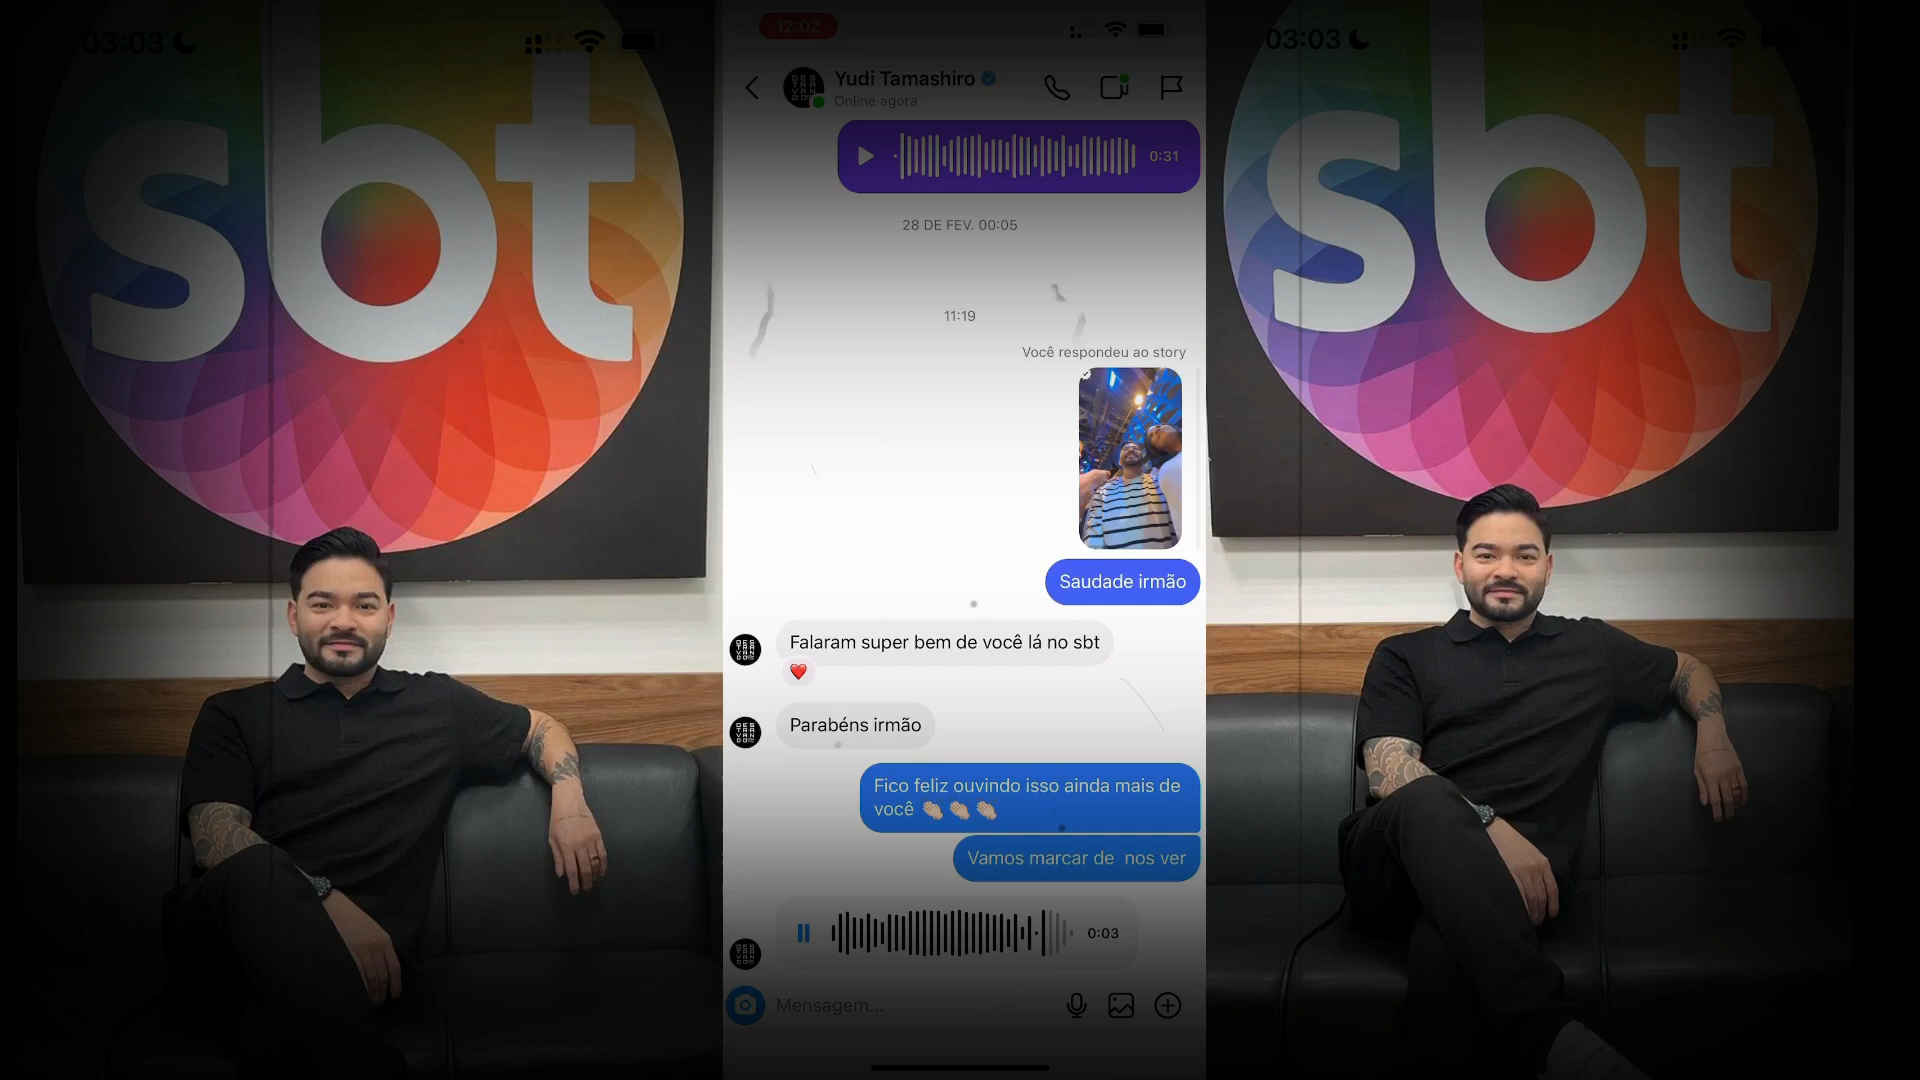 03:03
sbt
12:02
Yudi Tamashiro
Online agora
0:31
28 DE FEV. 00:05
11:19
Você respondeu ao story
Saudade irmão
Falaram super bem de você lá no sbt
❤️
Parabéns irmão
Fico feliz ouvindo isso ainda mais de
você 👏🏻 👏🏻 👏🏻
Vamos marcar de  nos ver
0:03
Mensagem...
03:03
sbt